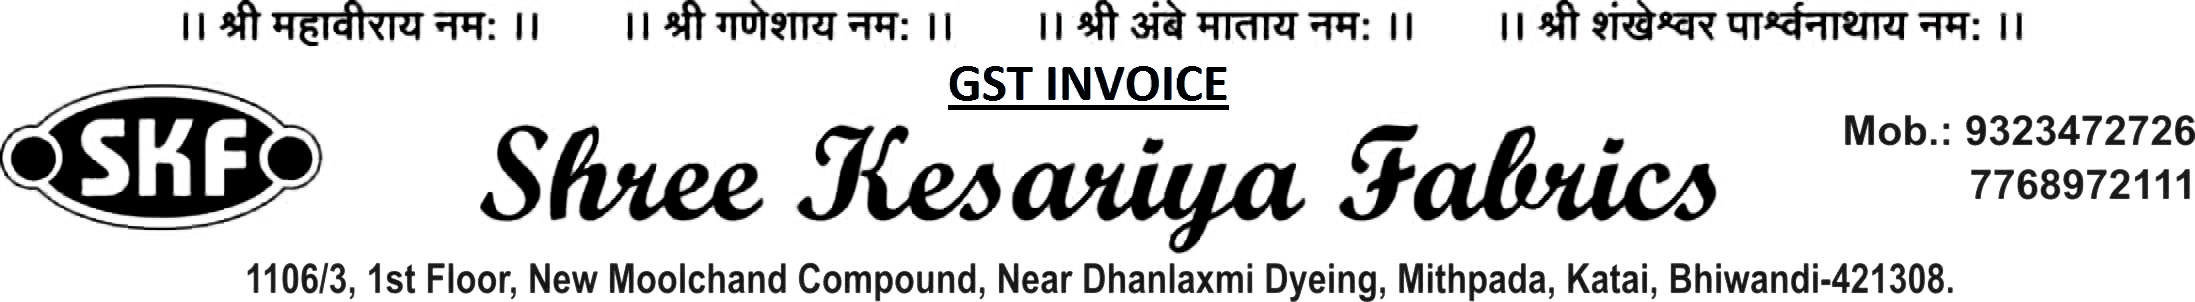 ।। श्री महावीराय नम: ।। ।। श्री गणेशाय नम: ।। ।। श्री अंबे माताय नम: ।। ।। श्री शंखेश्वर पार्श्वनाथाय नम: ।।
GST INVOICE
SKF
Shree Kesariya Fabrics
Mob.: 9323472726
7768972111
1106/3, 1st Floor, New Moolchand Compound, Near Dhanlaxmi Dyeing, Mithpada, Katai, Bhiwandi-421308.